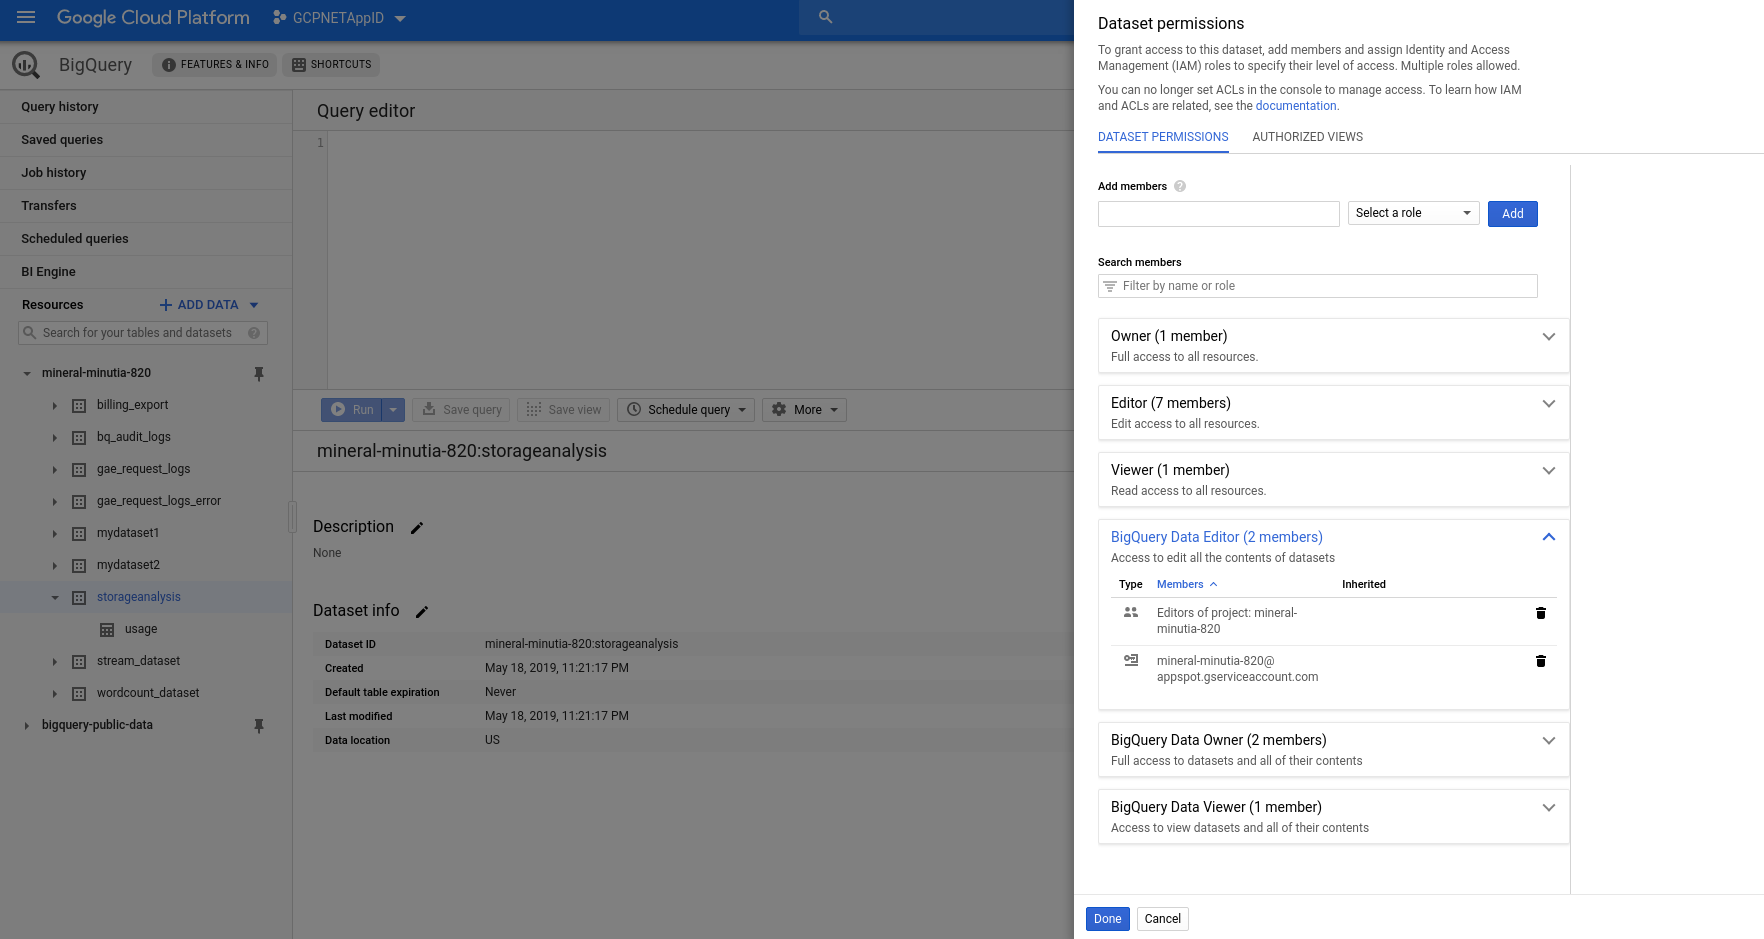 Google Cloud Platform
GCPNETAppID
BigQuery
FEATURES & INFO
SHORTCUTS
Query history
Saved queries
Job history
Transfers
Scheduled queries
BI Engine
Resources
ADD DATA
Search for your tables and datasets
mineral-minutia-820
billing_export
bq_audit_logs
gae_request_logs
gae_request_logs_error
mydataset1
mydataset2
storageanalysis
usage
stream_dataset
wordcount_dataset
bigquery-public-data
Query editor
1
Run
Save query
Save view
Schedule query
More
mineral-minutia-820:storageanalysis
Description
None
Dataset info
Dataset ID mineral-minutia-820:storageanalysis
Created May 18, 2019, 11:21:17 PM
Default table expiration Never
Last modified May 18, 2019, 11:21:17 PM
Data location US
Dataset permissions
To grant access to this dataset, add members and assign Identity and Access
Management (IAM) roles to specify their level of access. Multiple roles allowed.
You can no longer set ACLs in the console to manage access. To learn how IAM
and ACLs are related, see the documentation.
DATASET PERMISSIONS AUTHORIZED VIEWS
Add members ?
Select a role Add
Search members
Filter by name or role
Owner (1 member)
Full access to all resources.
Editor (7 members)
Edit access to all resources.
Viewer (1 member)
Read access to all resources.
BigQuery Data Editor (2 members)
Access to edit all the contents of datasets
Type Members Inherited
Editors of project: mineral-
minutia-820
mineral-minutia-820@
appspot.gserviceaccount.com
BigQuery Data Owner (2 members)
Full access to datasets and all of their contents
BigQuery Data Viewer (1 member)
Access to view datasets and all of their contents
Done Cancel